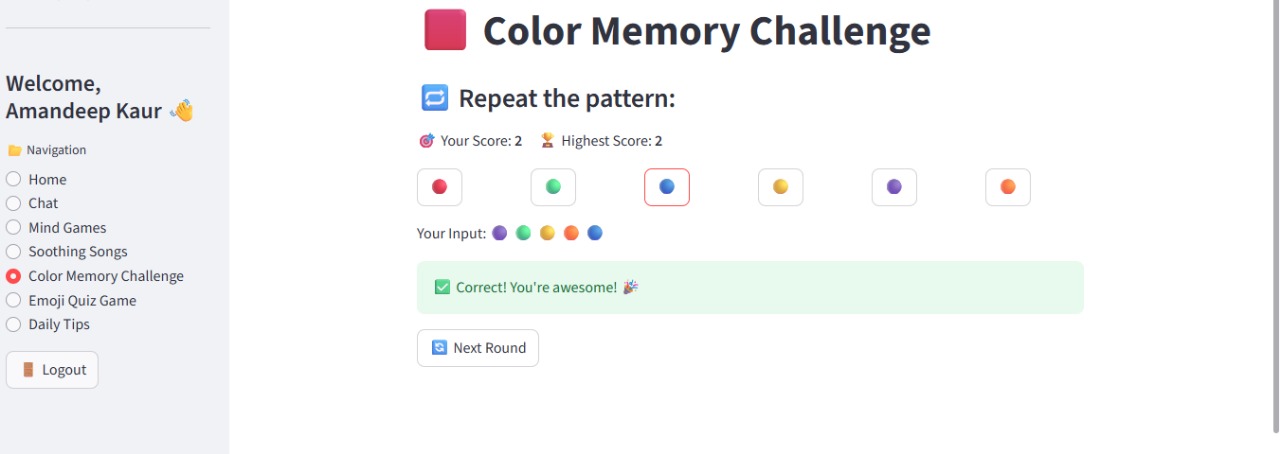 Welcome,
Amandeep Kaur
Navigation
Home
Chat
Mind Games
Soothing Songs
Color Memory Challenge
Emoji Quiz Game
Daily Tips
Logout
Color Memory Challenge
Repeat the pattern:
Your Score: 2 Highest Score: 2
Your Input:
Correct! You're awesome!
Next Round